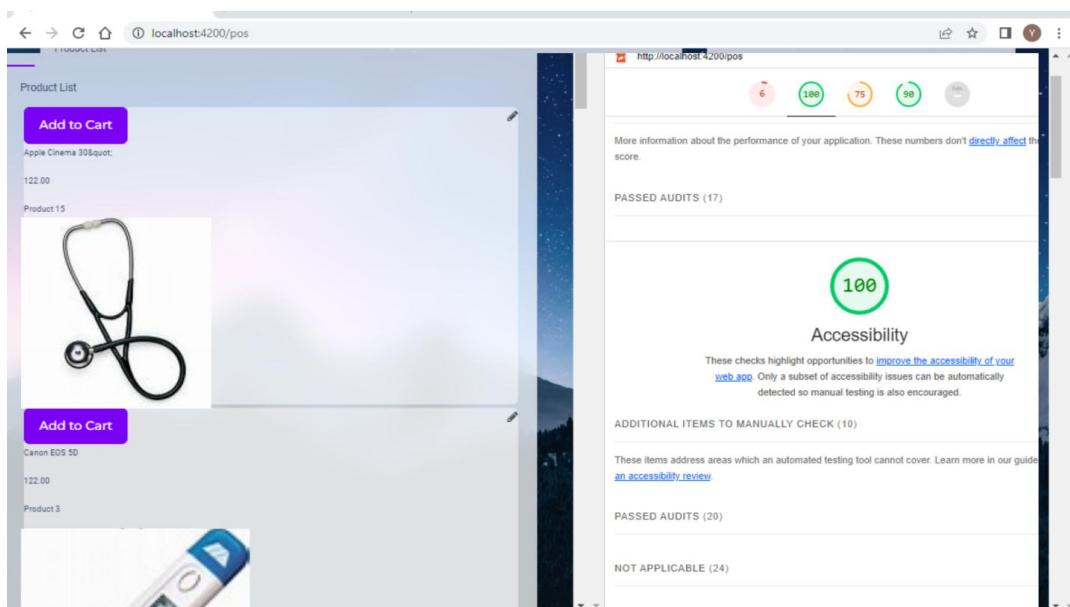 localhost:4200/pos
Y
Product List
Product List
Add to Cart
Apple Cinema 30&quot;
122.00
Product 15
Add to Cart
Canon EOS 5D
122.00
Product 3
http://localhost:4200/pos
6
100
75
90
More information about the performance of your application. These numbers don't directly affect the
score.
PASSED AUDITS (17)
100
Accessibility
These checks highlight opportunities to improve the accessibility of your
web app. Only a subset of accessibility issues can be automatically
detected so manual testing is also encouraged.
ADDITIONAL ITEMS TO MANUALLY CHECK (10)
These items address areas which an automated testing tool cannot cover. Learn more in our guide
an accessibility review.
PASSED AUDITS (20)
NOT APPLICABLE (24)